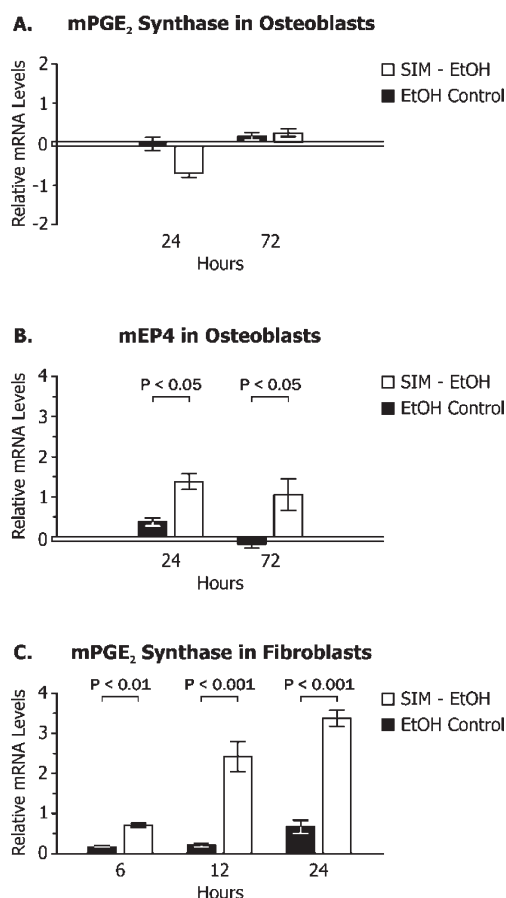 A. mPGE₂ Synthase in Osteoblasts
SIM - EtOH
EtOH Control
Relative mRNA Levels
2
1
0
-1
-2
24 72
Hours
B. mEP4 in Osteoblasts
SIM - EtOH
EtOH Control
P < 0.05 P < 0.05
Relative mRNA Levels
4
3
2
1
0
24 72
Hours
C. mPGE₂ Synthase in Fibroblasts
P < 0.01 P < 0.001 P < 0.001
SIM - EtOH
EtOH Control
Relative mRNA Levels
4
3
2
1
0
6 12 24
Hours